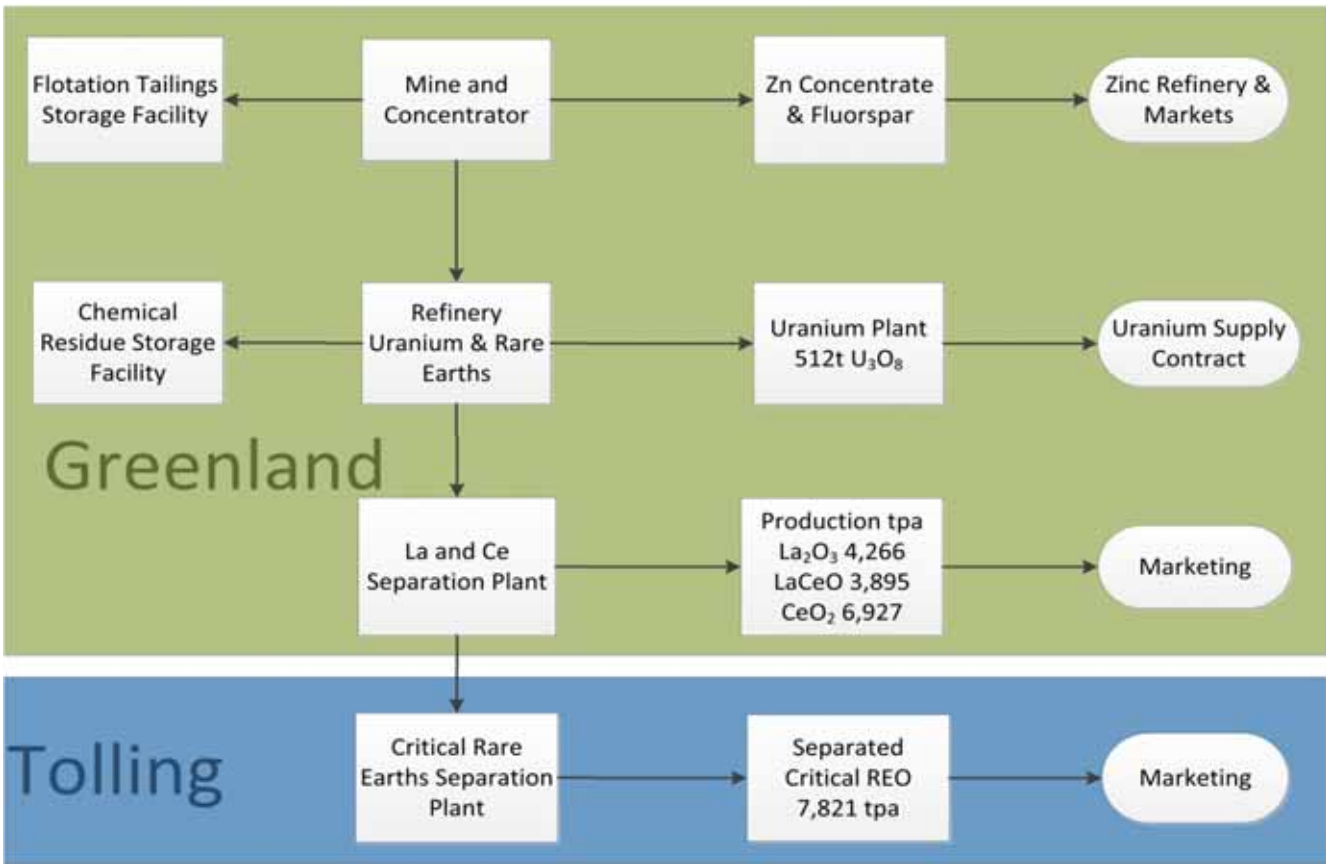 Flotation Tailings
Storage Facility
Mine and
Concentrator
Zn Concentrate
& Fluorspar
Zinc Refinery &
Markets
Chemical
Residue Storage
Facility
Refinery
Uranium & Rare
Earths
Uranium Plant
512t U₃O₈
Uranium Supply
Contract
Greenland
La and Ce
Separation Plant
Production tpa
La₂O₃ 4,266
LaCeO 3,895
CeO₂ 6,927
Marketing
Tolling
Critical Rare
Earths Separation
Plant
Separated
Critical REO
7,821 tpa
Marketing